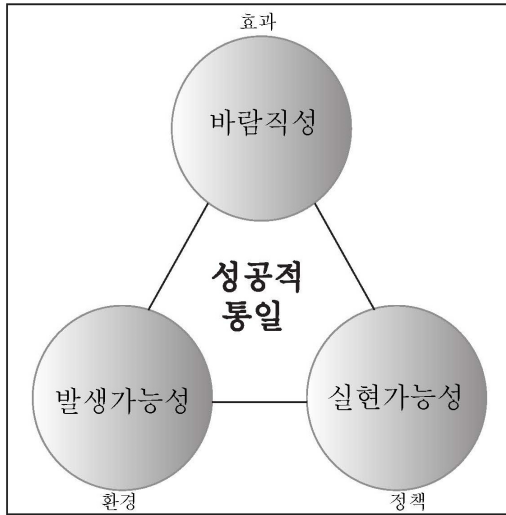 효과
바람직성
성공적
통일
발생가능성
실현가능성
환경
정책